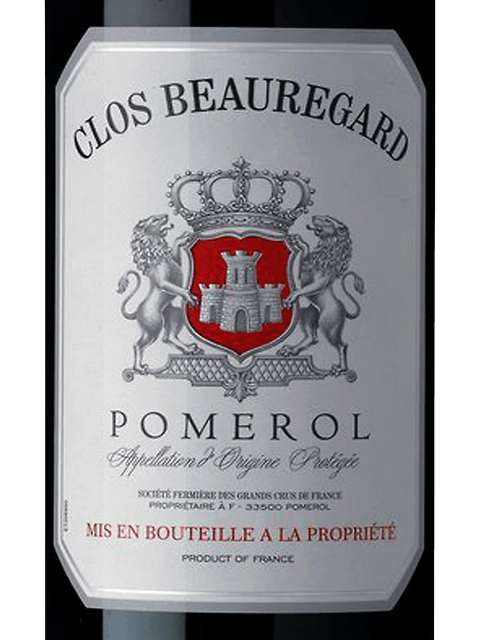 CLOS BEAUREGARD
POMEROL
Appellation d'Origine Protégée
SOCIÉTÉ FERMIÈRE DES GRANDS CRUS DE FRANCE
PROPRIÉTAIRE À F - 33500 POMEROL
MIS EN BOUTEILLE A LA PROPRIÉTÉ
PRODUCT OF FRANCE